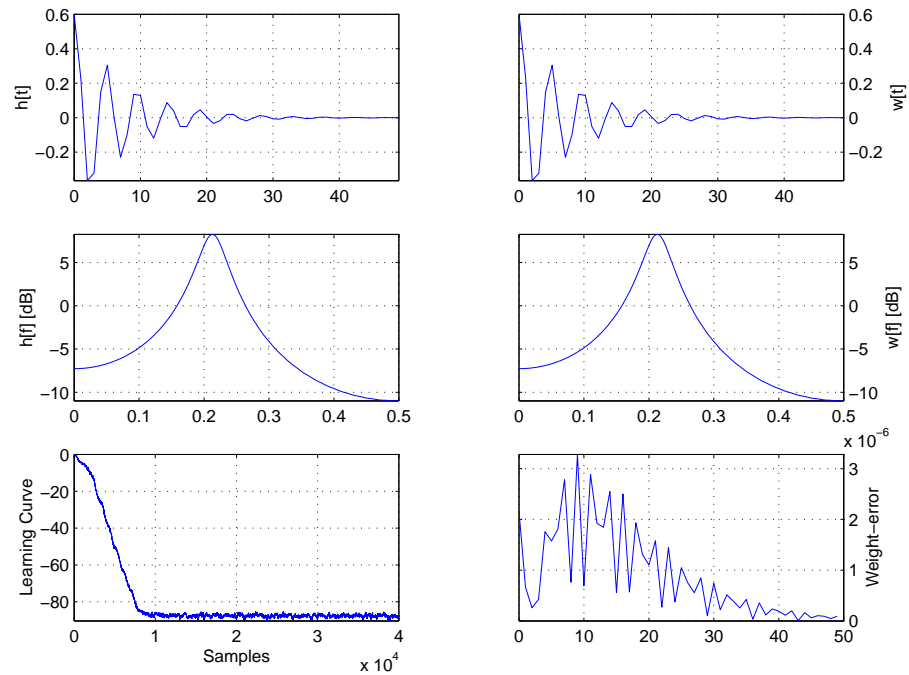 0.6
0.4
0.2
0
−0.2
h[t]
0 10 20 30 40
0.6
0.4
0.2
0
−0.2
w[t]
0 10 20 30 40
5
0
−5
−10
h[f] [dB]
0 0.1 0.2 0.3 0.4 0.5
5
0
−5
−10
w[f] [dB]
0 0.1 0.2 0.3 0.4 0.5
0
−20
−40
−60
−80
Learning Curve
0 1 2 3 4
Samples
x 10^4
x 10^−6
3
2
1
0
Weight−error
0 10 20 30 40 50